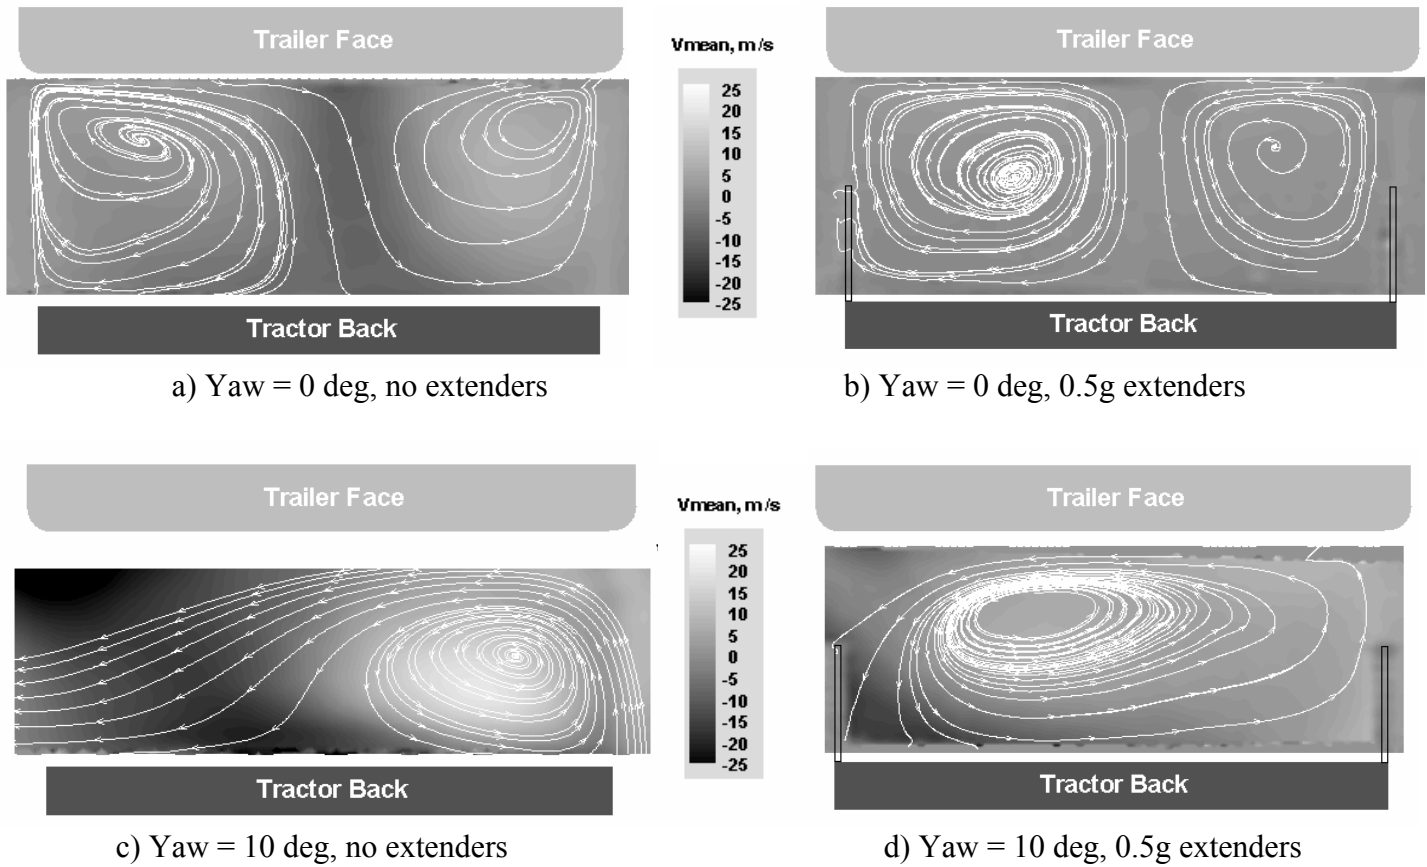 Trailer Face
Vmean, m/s
25
20
15
10
5
0
-5
-10
-15
-20
-25
Tractor Back
Trailer Face
Tractor Back
a) Yaw = 0 deg, no extenders
b) Yaw = 0 deg, 0.5g extenders
Trailer Face
Vmean, m/s
25
20
15
10
5
0
-5
-10
-15
-20
-25
Tractor Back
Trailer Face
Tractor Back
c) Yaw = 10 deg, no extenders
d) Yaw = 10 deg, 0.5g extenders